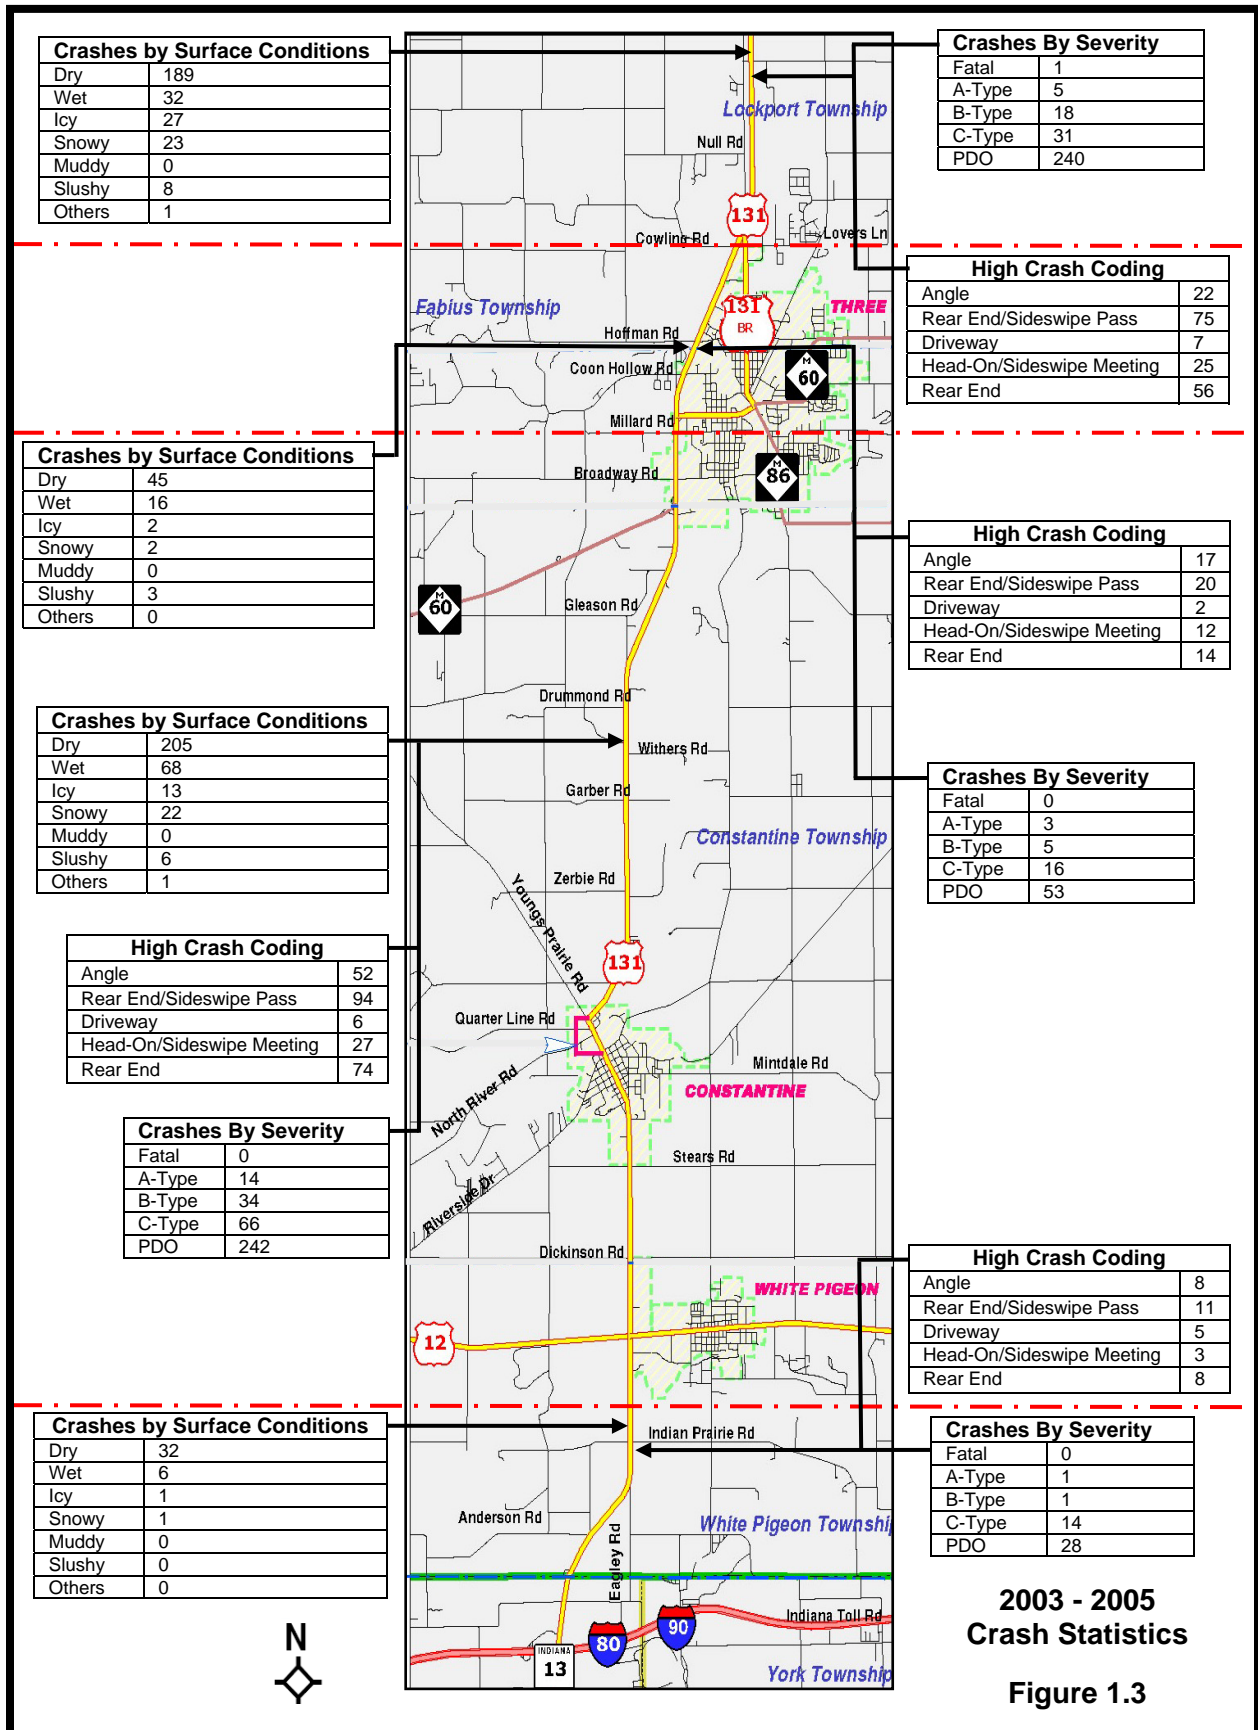 Crashes by Surface Conditions
Dry 189
Wet 32
Icy 27
Snowy 23
Muddy 0
Slushy 8
Others 1
Crashes By Severity
Fatal 1
A-Type 5
B-Type 18
C-Type 31
PDO 240
Lockport Township
Null Rd
131
Cowling Rd
Lovers Ln
High Crash Coding
Angle 22
Rear End/Sideswipe Pass 75
Driveway 7
Head-On/Sideswipe Meeting 25
Rear End 56
Fabius Township
131
BR
THREE
Hoffman Rd
Coon Hollow Rd
M
60
Millard Rd
Crashes by Surface Conditions
Dry 45
Wet 16
Icy 2
Snowy 2
Muddy 0
Slushy 3
Others 0
Broadway Rd
M
86
High Crash Coding
Angle 17
Rear End/Sideswipe Pass 20
Driveway 2
Head-On/Sideswipe Meeting 12
Rear End 14
M
60
Gleason Rd
Drummond Rd
Crashes by Surface Conditions
Dry 205
Wet 68
Icy 13
Snowy 22
Muddy 0
Slushy 6
Others 1
Withers Rd
Garber Rd
Constantine Township
Crashes By Severity
Fatal 0
A-Type 3
B-Type 5
C-Type 16
PDO 53
Zerbie Rd
Youngs Prairie Rd
High Crash Coding
Angle 52
Rear End/Sideswipe Pass 94
Driveway 6
Head-On/Sideswipe Meeting 27
Rear End 74
131
Quarter Line Rd
Mintdale Rd
CONSTANTINE
North River Rd
Crashes By Severity
Fatal 0
A-Type 14
B-Type 34
C-Type 66
PDO 242
Stears Rd
Riverside Dr
Dickinson Rd
WHITE PIGEON
12
High Crash Coding
Angle 8
Rear End/Sideswipe Pass 11
Driveway 5
Head-On/Sideswipe Meeting 3
Rear End 8
Crashes by Surface Conditions
Dry 32
Wet 6
Icy 1
Snowy 1
Muddy 0
Slushy 0
Others 0
Indian Prairie Rd
Crashes By Severity
Fatal 0
A-Type 1
B-Type 1
C-Type 14
PDO 28
Anderson Rd
White Pigeon Townshi
Eagley Rd
Indiana Toll Rd
80
90
INDIANA
13
York Township
N
2003 - 2005
Crash Statistics
Figure 1.3